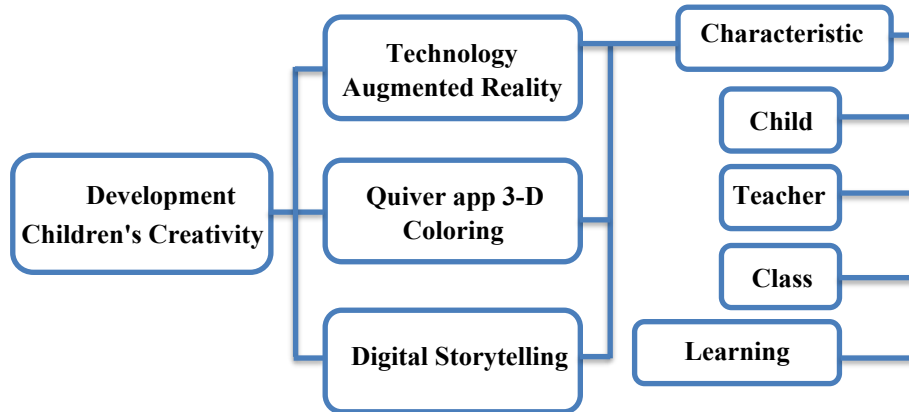 Development
Children's Creativity
Technology
Augmented Reality
Quiver app 3-D
Coloring
Digital Storytelling
Characteristic
Child
Teacher
Class
Learning